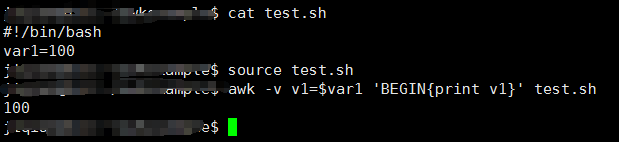 $ cat test.sh
#!/bin/bash
var1=100
$ source test.sh
$ awk -v v1=$var1 'BEGIN{print v1}' test.sh
100
$